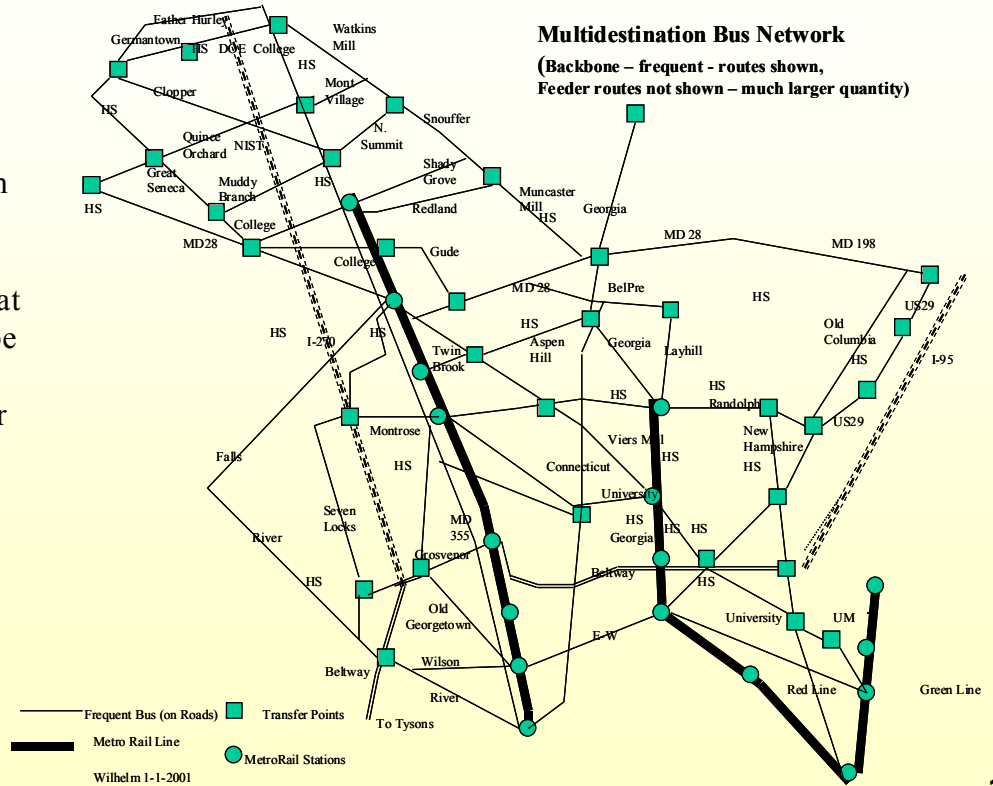 Multidestination Bus Network
(Backbone – frequent - routes shown,
Feeder routes not shown – much larger quantity)
Father Hurley
Germantown
HS
DOE
College
Watkins
Mill
HS
Clopper
Mont
Village
HS
Snouffer
N.
Summit
Quince
Orchard
NIST
Great
Seneca
Muddy
Branch
HS
Shady
Grove
HS
Redland
Muncaster
Mill
HS
Georgia
College
MD28
MD 28
MD 198
College
Gude
MD 28
BelPre
HS
HS
I-270
HS
HS
Aspen
Hill
Georgia
Layhill
Old
Columbia
HS
US29
I-95
Twin
Brook
HS
HS
Randolph
US29
Montrose
Viers Mill
HS
New
Hampshire
HS
Falls
HS
Connecticut
University
Seven
Locks
MD
355
HS
Georgia
HS
HS
River
Grosvenor
Beltway
HS
HS
Old
Georgetown
E-W
University
UM
Beltway
Wilson
River
Red Line
Green Line
To Tysons
Frequent Bus (on Roads)
Transfer Points
Metro Rail Line
MetroRail Stations
Wilhelm 1-1-2001
n
at
be
r